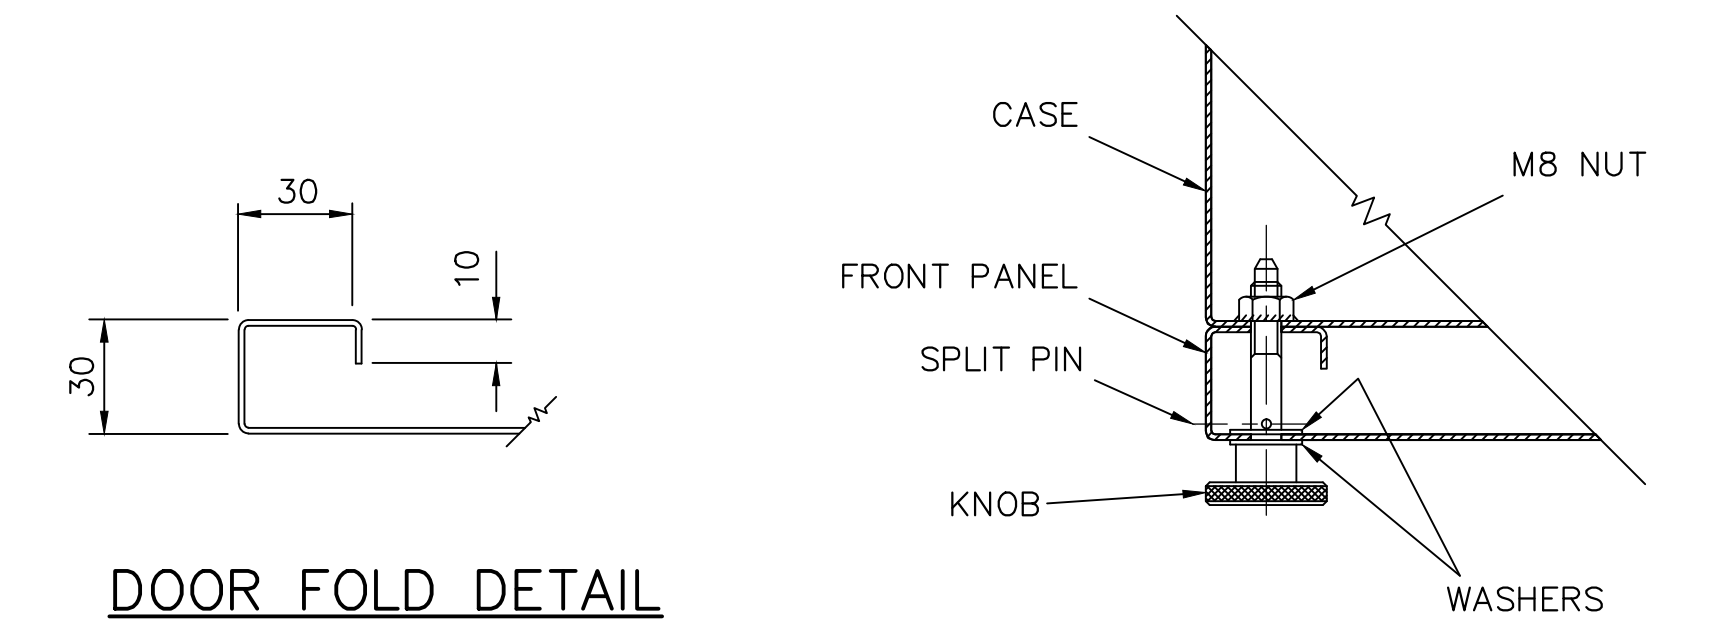 30
10
30
DOOR FOLD DETAIL
CASE
M8 NUT
FRONT PANEL
SPLIT PIN
KNOB
WASHERS